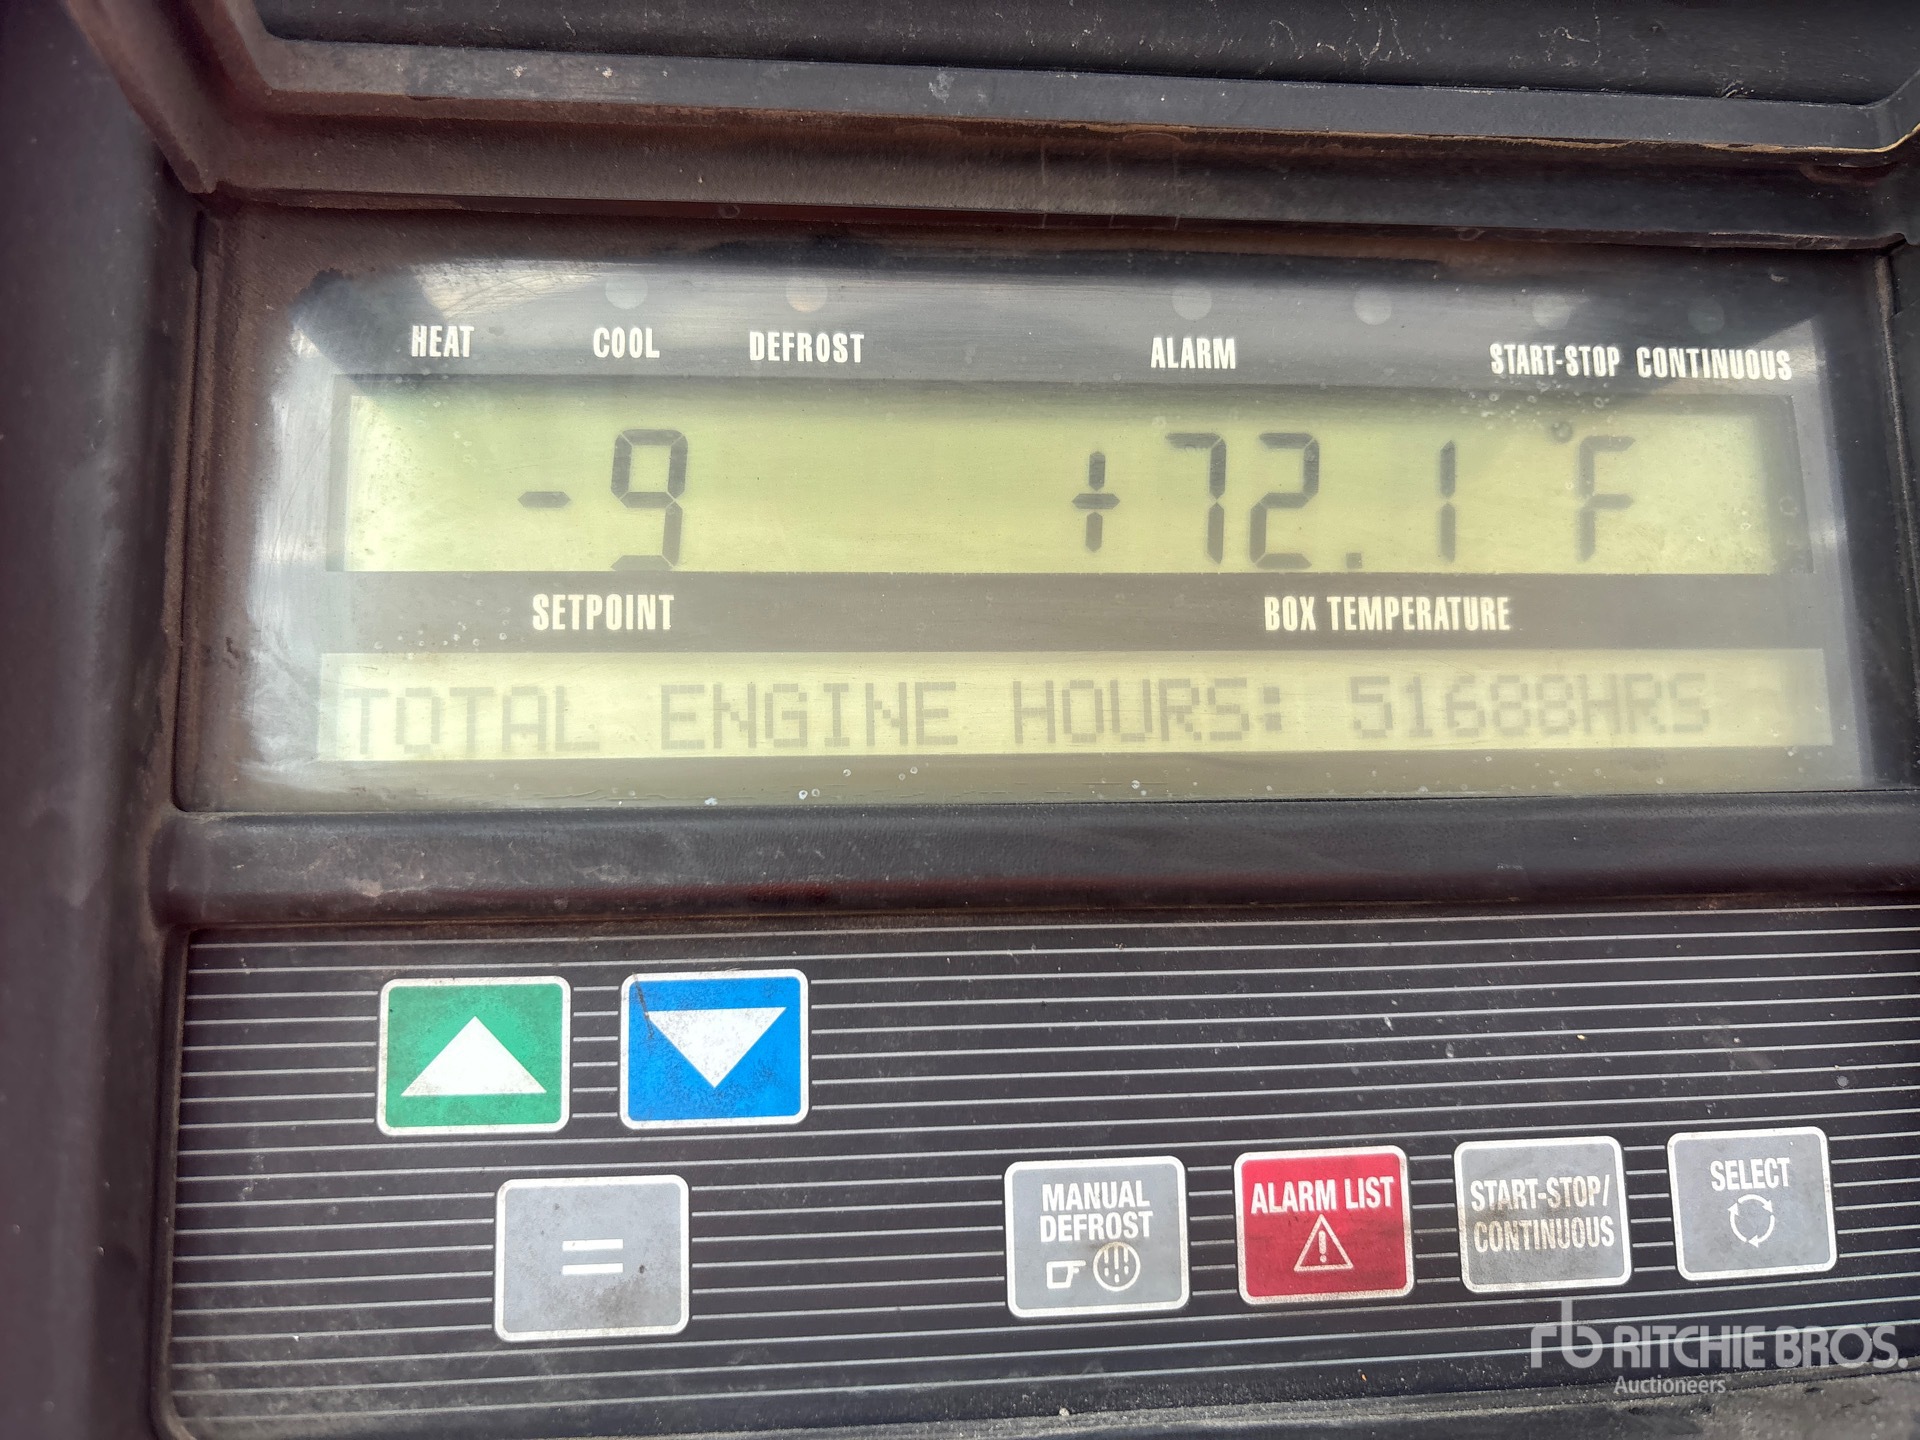 HEAT COOL DEFROST ALARM START-STOP CONTINUOUS
-9 +72.1 °F
SETPOINT BOX TEMPERATURE
TOTAL ENGINE HOURS: 51688HRS
=
MANUAL
DEFROST
ALARM LIST
START-STOP/
CONTINUOUS
SELECT
rb RITCHIE BROS.
Auctioneers